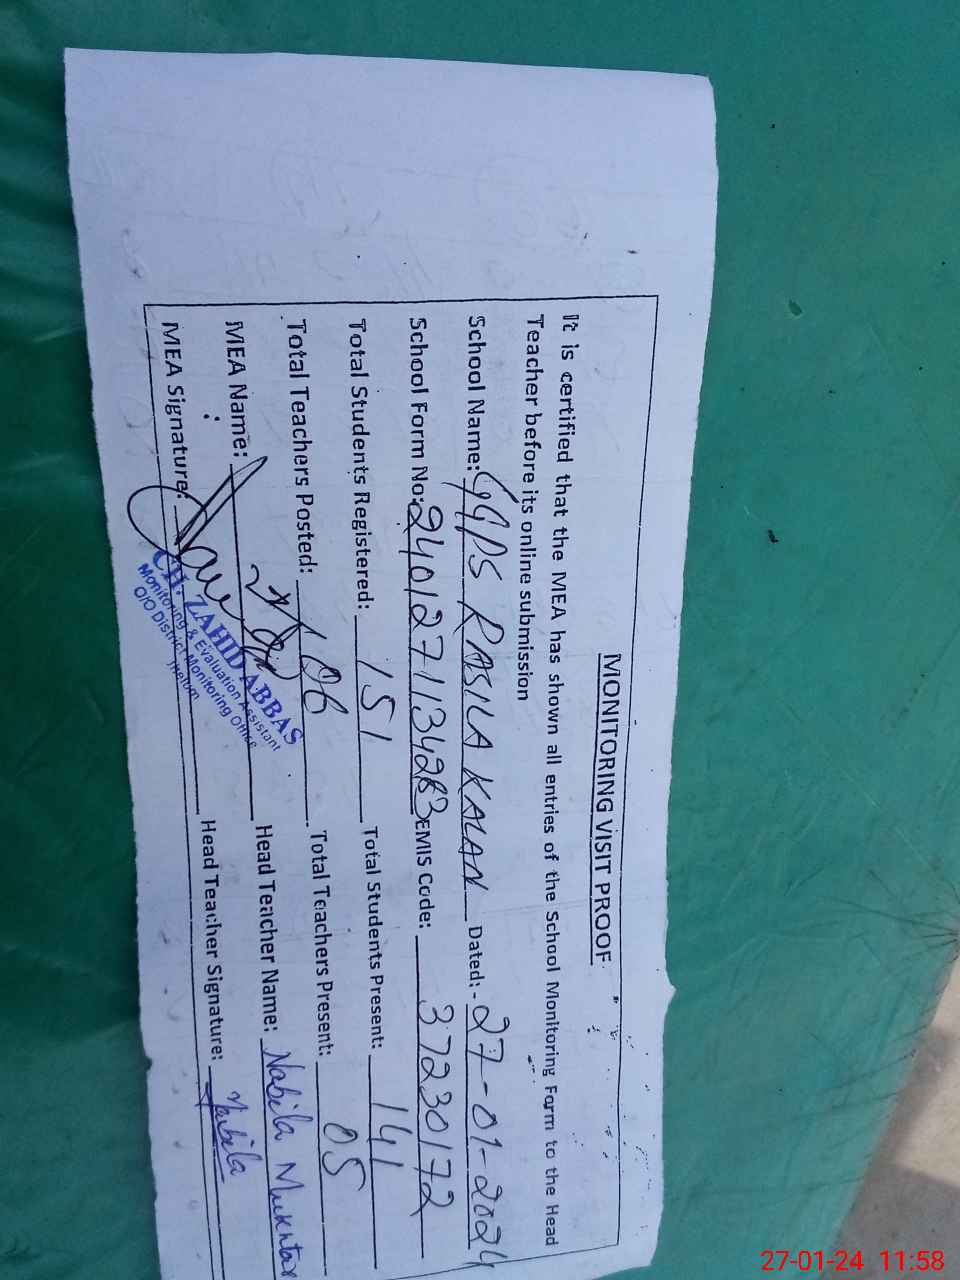 MONITORING VISIT PROOF
It is certified that the MEA has shown all entries of the School Monitoring Form to the Head
Teacher before its online submission
School Name: GGPS RASILA KALAN Dated:- 27-01-2024
School Form No: 24012711342B3 EMIS Code: 37230172
Total Students Registered: 151 Total Students Present: 141
Total Teachers Posted: 06 Total Teachers Present: 05
MEA Name: Head Teacher Name: Nabila Mukhtar
MEA Signature: Head Teacher Signature: Nabila
CH. ZAHID ABBAS
Monitoring & Evaluation Assistant
O/O District Monitoring Office
Jhelum
27-01-24 11:58